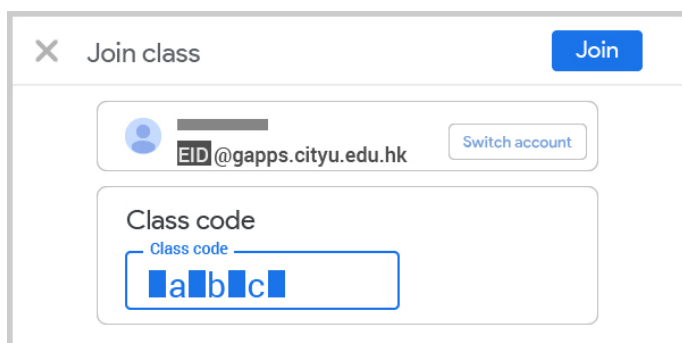 Join class
Join
EID@gapps.cityu.edu.hk
Switch account
Class code
Class code
a b c